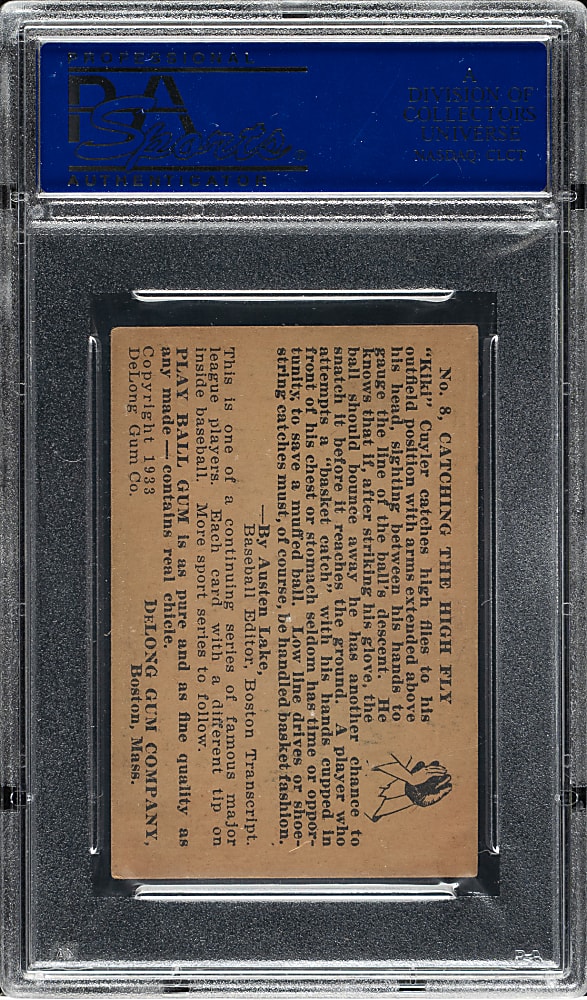 PROFESSIONAL
PSA
Sports
AUTHENTICATOR
A
DIVISION OF
COLLECTORS
UNIVERSE
NASDAQ: CLCT
No. 8, CATCHING THE HIGH FLY
"Kiki" Cuyler catches high flies to his
outfield position with arms extended above
his head, sighting between his hands to
gauge the line of the ball's descent. He
knows that if, after striking his glove, the
ball should bounce away he has another chance to
snatch it before it reaches the ground. A player who
attempts a "basket catch" with his hands cupped in
front of his chest or stomach seldom has time or oppor-
tunity, to save a muffed ball. Low line drives or shoe-
string catches must, of course, be handled basket fashion.
—By Austen Lake,
Baseball Editor, Boston Transcript.
This is one of a continuing series of famous major
league players. Each card with a different tip on
inside baseball. More sport series to follow.
PLAY BALL GUM is as pure and as fine quality as
any made — contains real chicle.
Copyright 1933
DeLong Gum Co.
DELONG GUM COMPANY,
Boston, Mass.
PSA